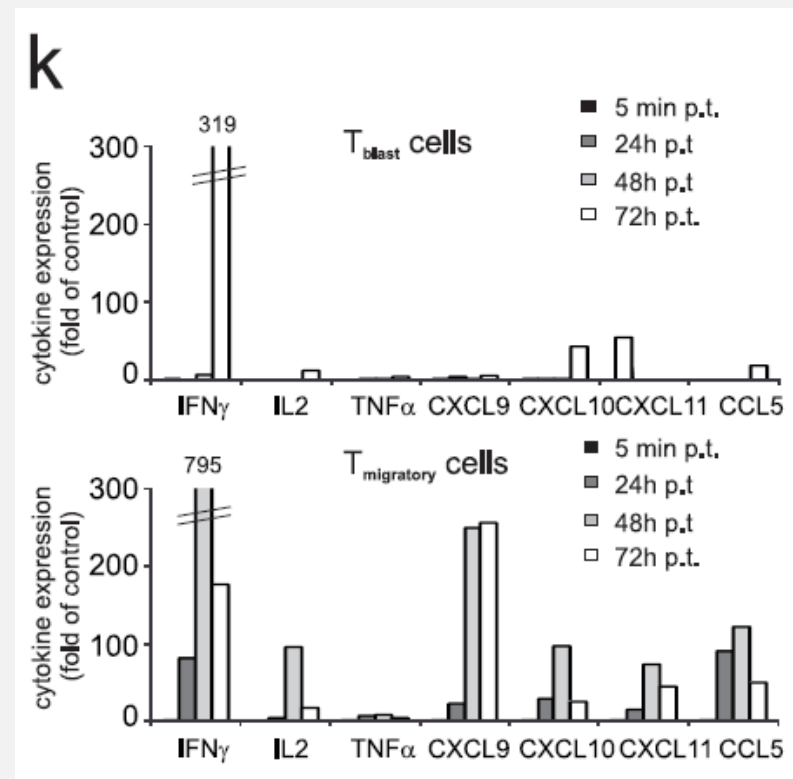 k
319
T blast cells
5 min p.t.
24h p.t
48h p.t
72h p.t.
cytokine expression
(fold of control)
300
200
100
0
IFNγ IL2 TNFα CXCL9 CXCL10 CXCL11 CCL5
795
T migratory cells
5 min p.t.
24h p.t
48h p.t
72h p.t.
cytokine expression
(fold of control)
300
200
100
0
IFNγ IL2 TNFα CXCL9 CXCL10 CXCL11 CCL5